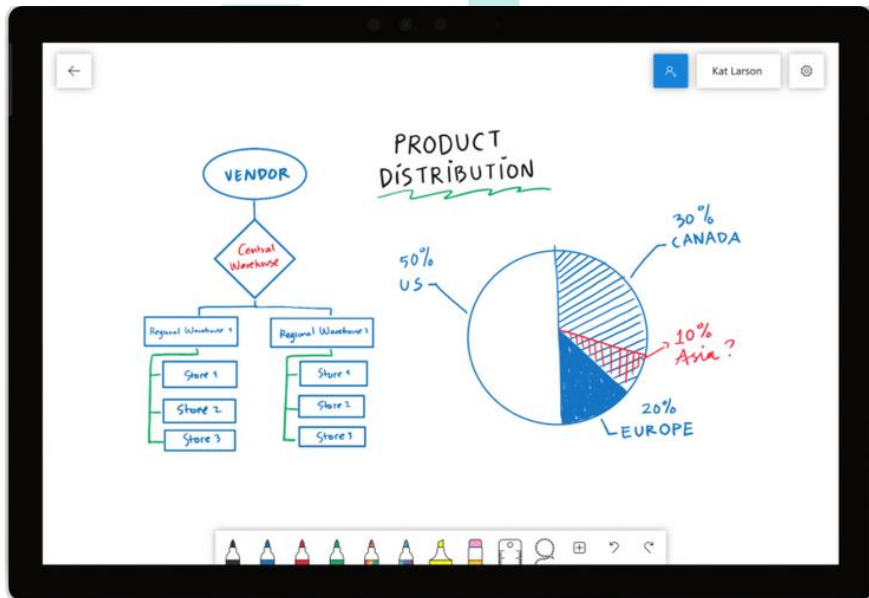 Kat Larson
PRODUCT
DISTRIBUTION
VENDOR
Central
Warehouse
Regional Warehouse 1
Store 1
Store 2
Store 3
Regional Warehouse 2
Store 1
Store 2
Store 3
50%
US
30%
CANADA
10%
Asia?
20%
EUROPE